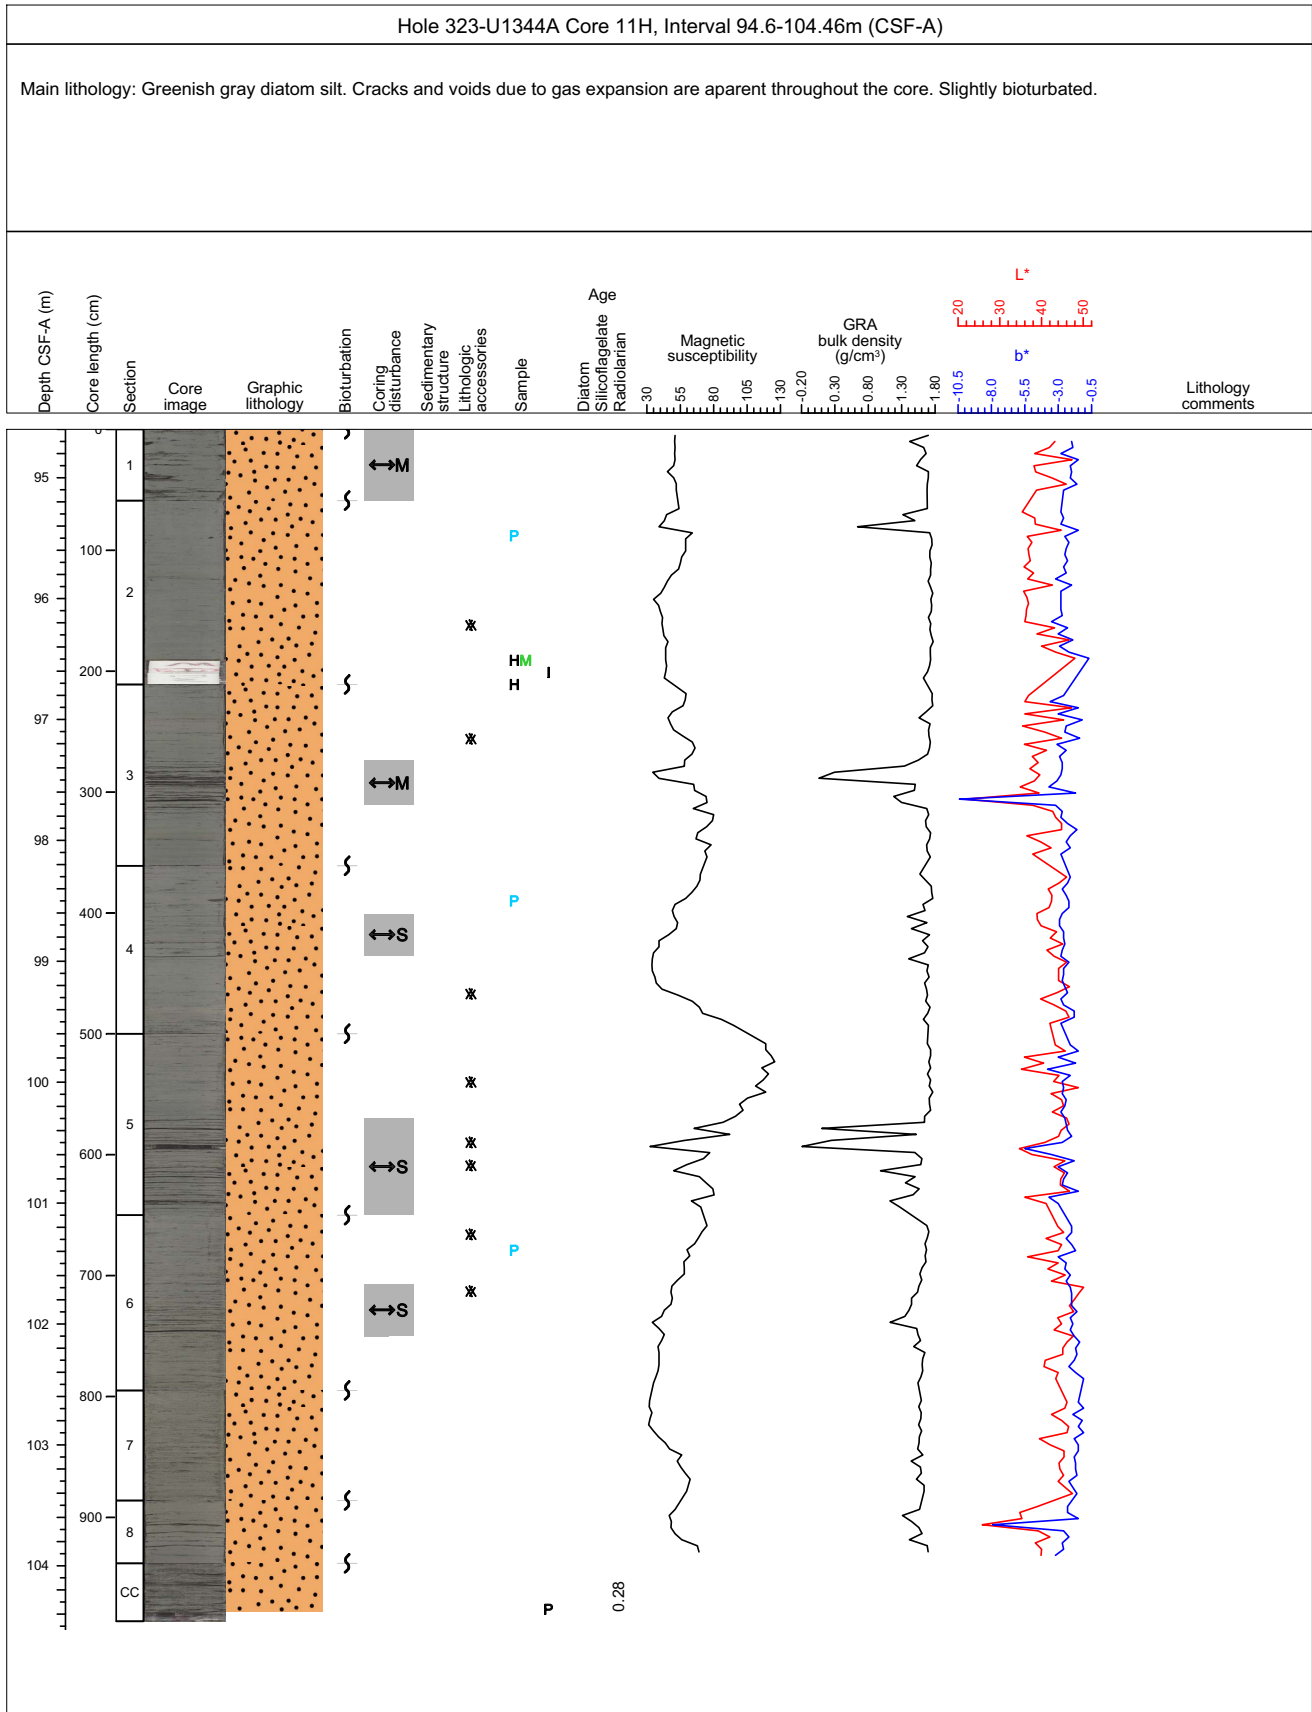 Hole 323-U1344A Core 11H, Interval 94.6-104.46m (CSF-A)
Main lithology: Greenish gray diatom silt. Cracks and voids due to gas expansion are aparent throughout the core. Slightly bioturbated.
Depth CSF-A (m)
Core length (cm)
Section
Core
image
Graphic
lithology
Bioturbation
Coring
disturbance
Sedimentary
structure
Lithologic
accessories
Sample
Age
Diatom
Silicoflagelate
Radiolarian
Magnetic
susceptibility
30 55 80 105 130
GRA
bulk density
(g/cm³)
-0.20 0.30 0.80 1.30 1.80
L*
20 30 40 50
b*
-10.5 -8.0 -5.5 -3.0 -0.5
Lithology
comments
0
1
M
95
P
100
2
96
H M
200
I
H
97
3
M
300
98
P
400
S
4
99
500
100
5
600
S
101
P
700
6
S
102
800
103
7
900
8
104
CC
P
0.28